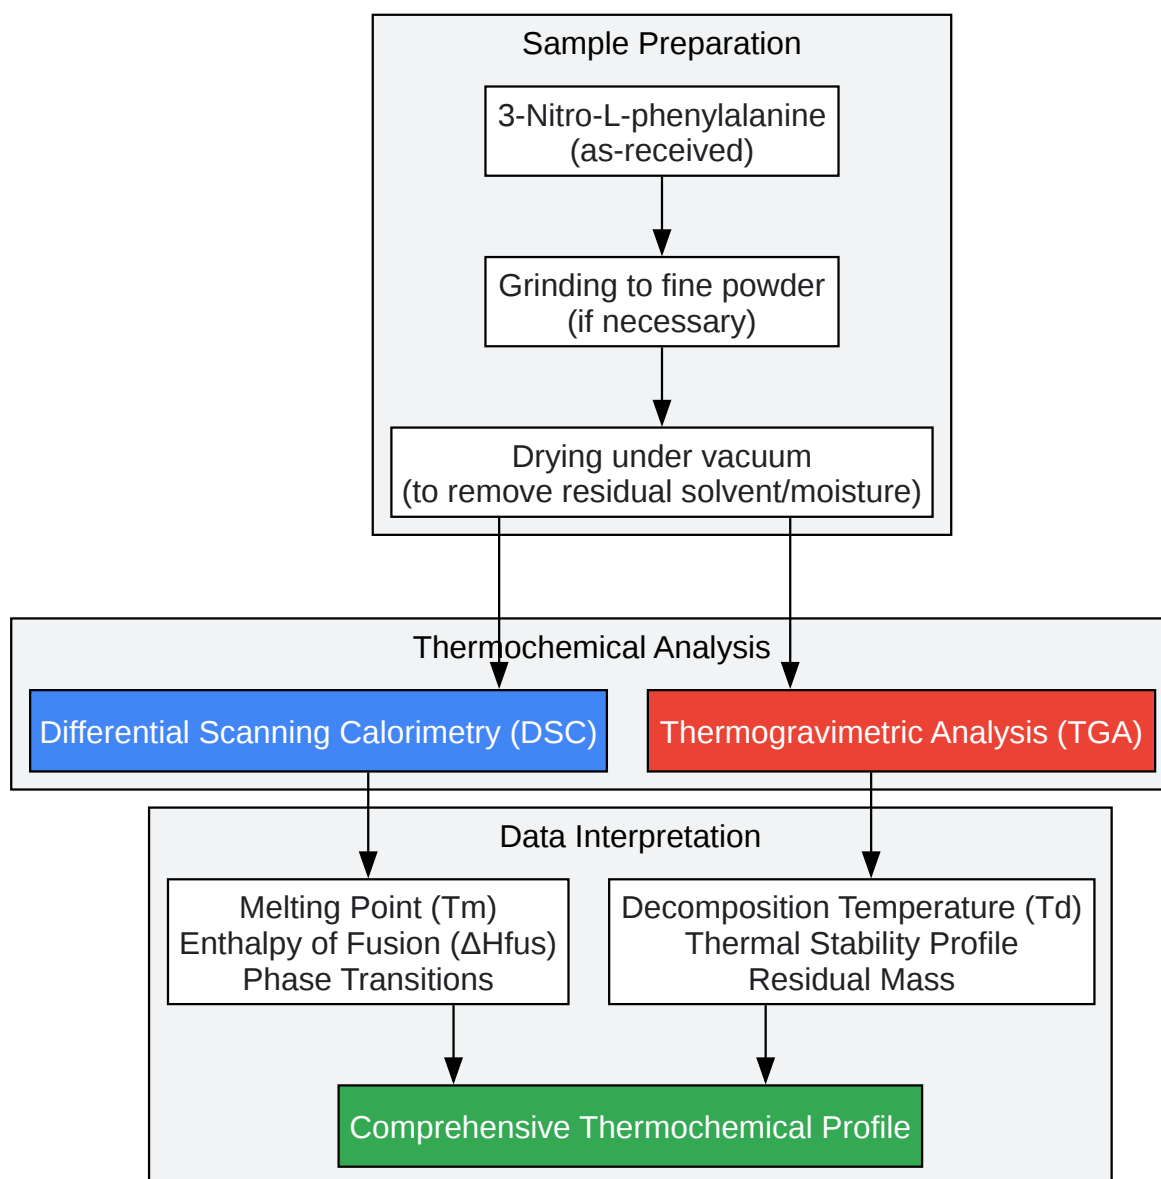 Sample Preparation
3-Nitro-L-phenylalanine
(as-received)
Grinding to fine powder
(if necessary)
Drying under vacuum
(to remove residual solvent/moisture)
Thermochemical Analysis
Differential Scanning Calorimetry (DSC)
Thermogravimetric Analysis (TGA)
Data Interpretation
Melting Point (Tm)
Enthalpy of Fusion (ΔHfus)
Phase Transitions
Decomposition Temperature (Td)
Thermal Stability Profile
Residual Mass
Comprehensive Thermochemical Profile